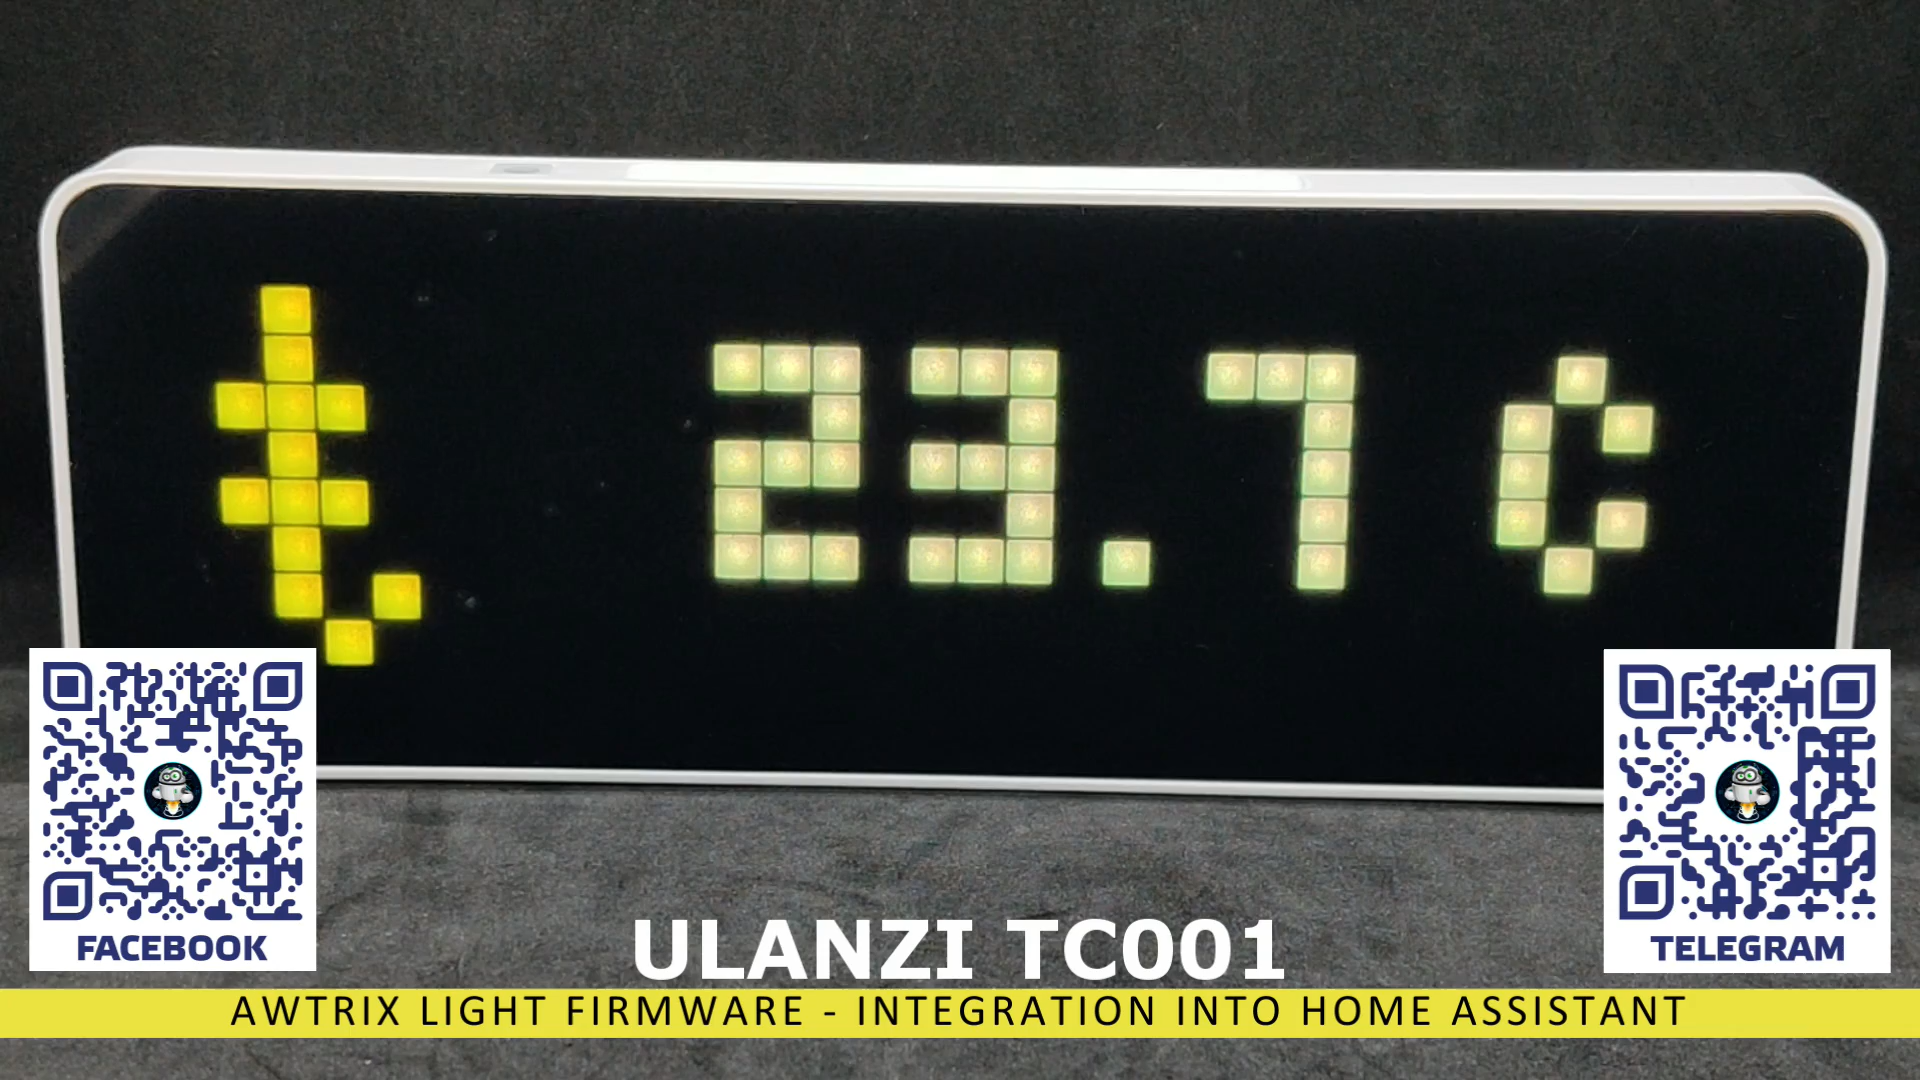 23.7 ¢
FACEBOOK
TELEGRAM
ULANZI TC001
AWTRIX LIGHT FIRMWARE - INTEGRATION INTO HOME ASSISTANT